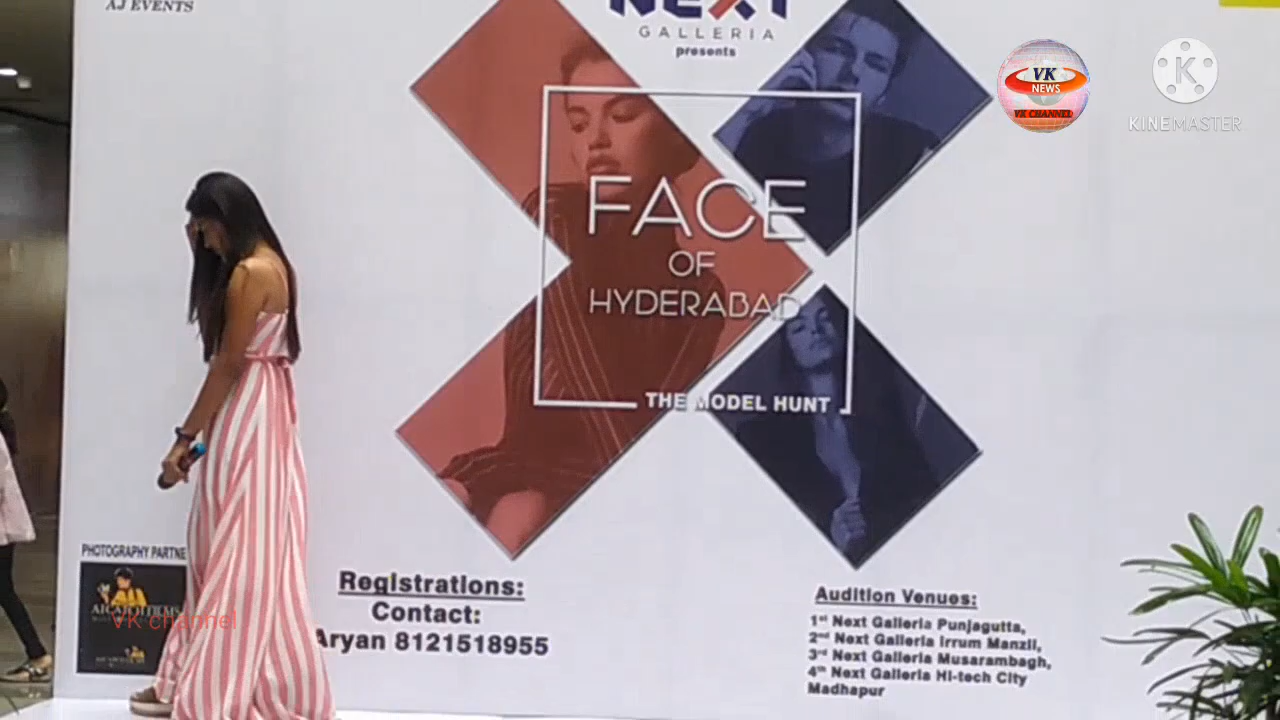 AJ EVENTS
NEXT
GALLERIA
presents
VK
NEWS
VK CHANNEL
K
KINEMASTER
FACE
OF
HYDERABAD
THE MODEL HUNT
PHOTOGRAPHY PARTNE
VK channel
Registrations:
Contact:
Aryan 8121518955
Audition Venues:
1st Next Galleria Punjagutta,
2nd Next Galleria Irrum Manzil,
3rd Next Galleria Musarambagh,
4th Next Galleria Hi-tech City
Madhapur